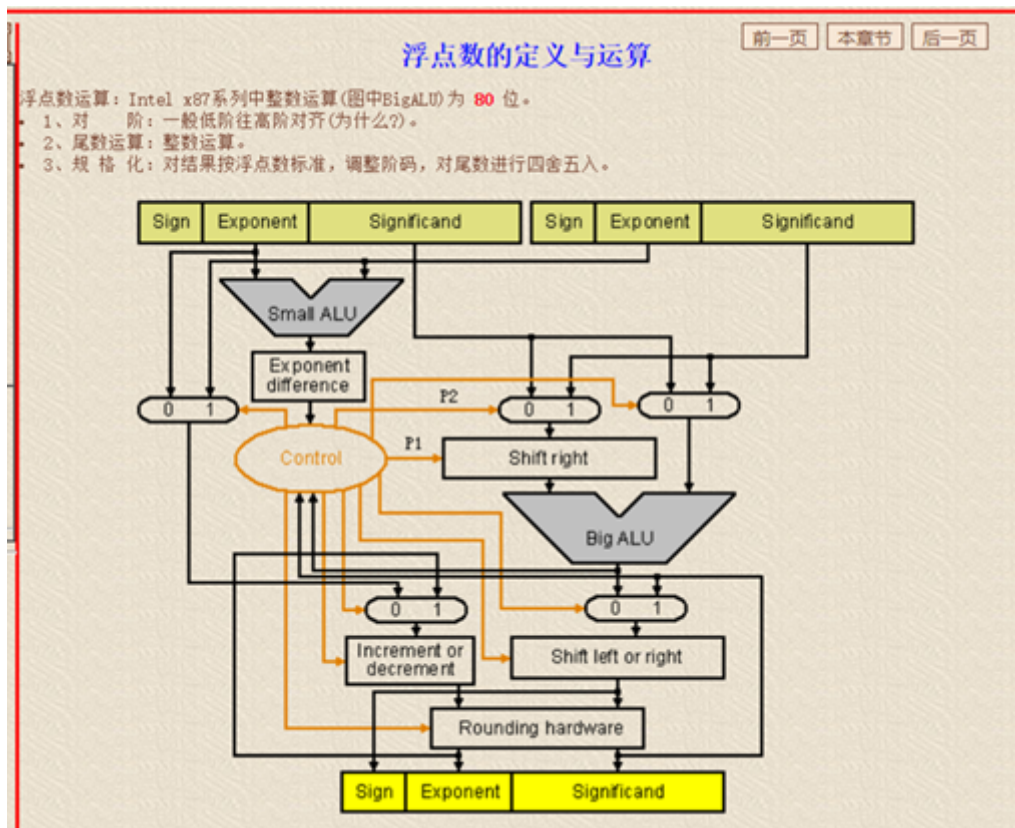 前一页 本章节 后一页
浮点数的定义与运算
浮点数运算：Intel x87系列中整数运算(图中BigALU)为 80 位。
• 1、对　　阶：一般低阶往高阶对齐(为什么?)。
• 2、尾数运算：整数运算。
• 3、规 格 化：对结果按浮点数标准，调整阶码，对尾数进行四舍五入。
Sign Exponent Significand Sign Exponent Significand
Small ALU
Exponent
difference
P2
0 1 0 1 0 1
P1
Control Shift right
Big ALU
0 1 0 1
Increment or
decrement
Shift left or right
Rounding hardware
Sign Exponent Significand